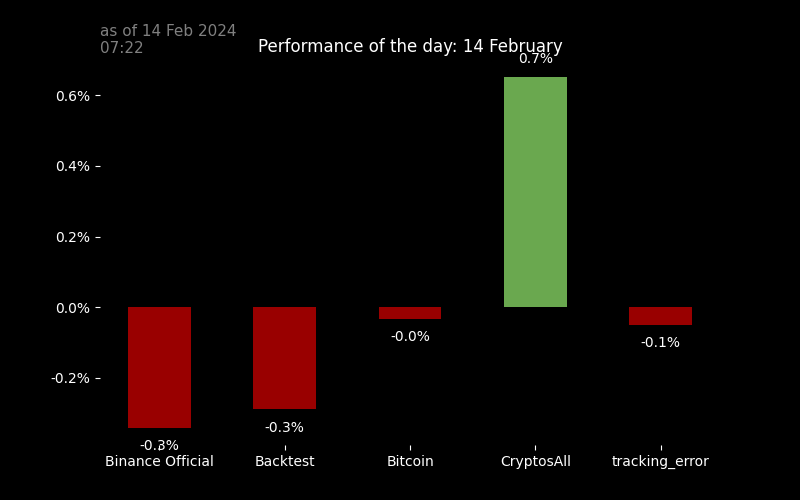 as of 14 Feb 2024
07:22
Performance of the day: 14 February
0.7%
0.6%
0.4%
0.2%
0.0%
-0.0%
-0.1%
-0.2%
-0.3%
-0.3%
Binance Official
Backtest
Bitcoin
CryptosAll
tracking_error